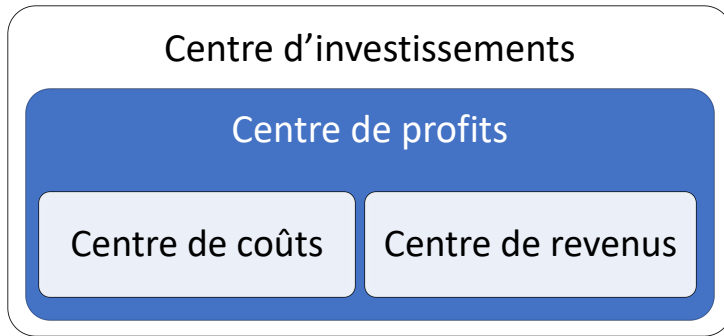 Centre d’investissements
Centre de profits
Centre de coûts
Centre de revenus